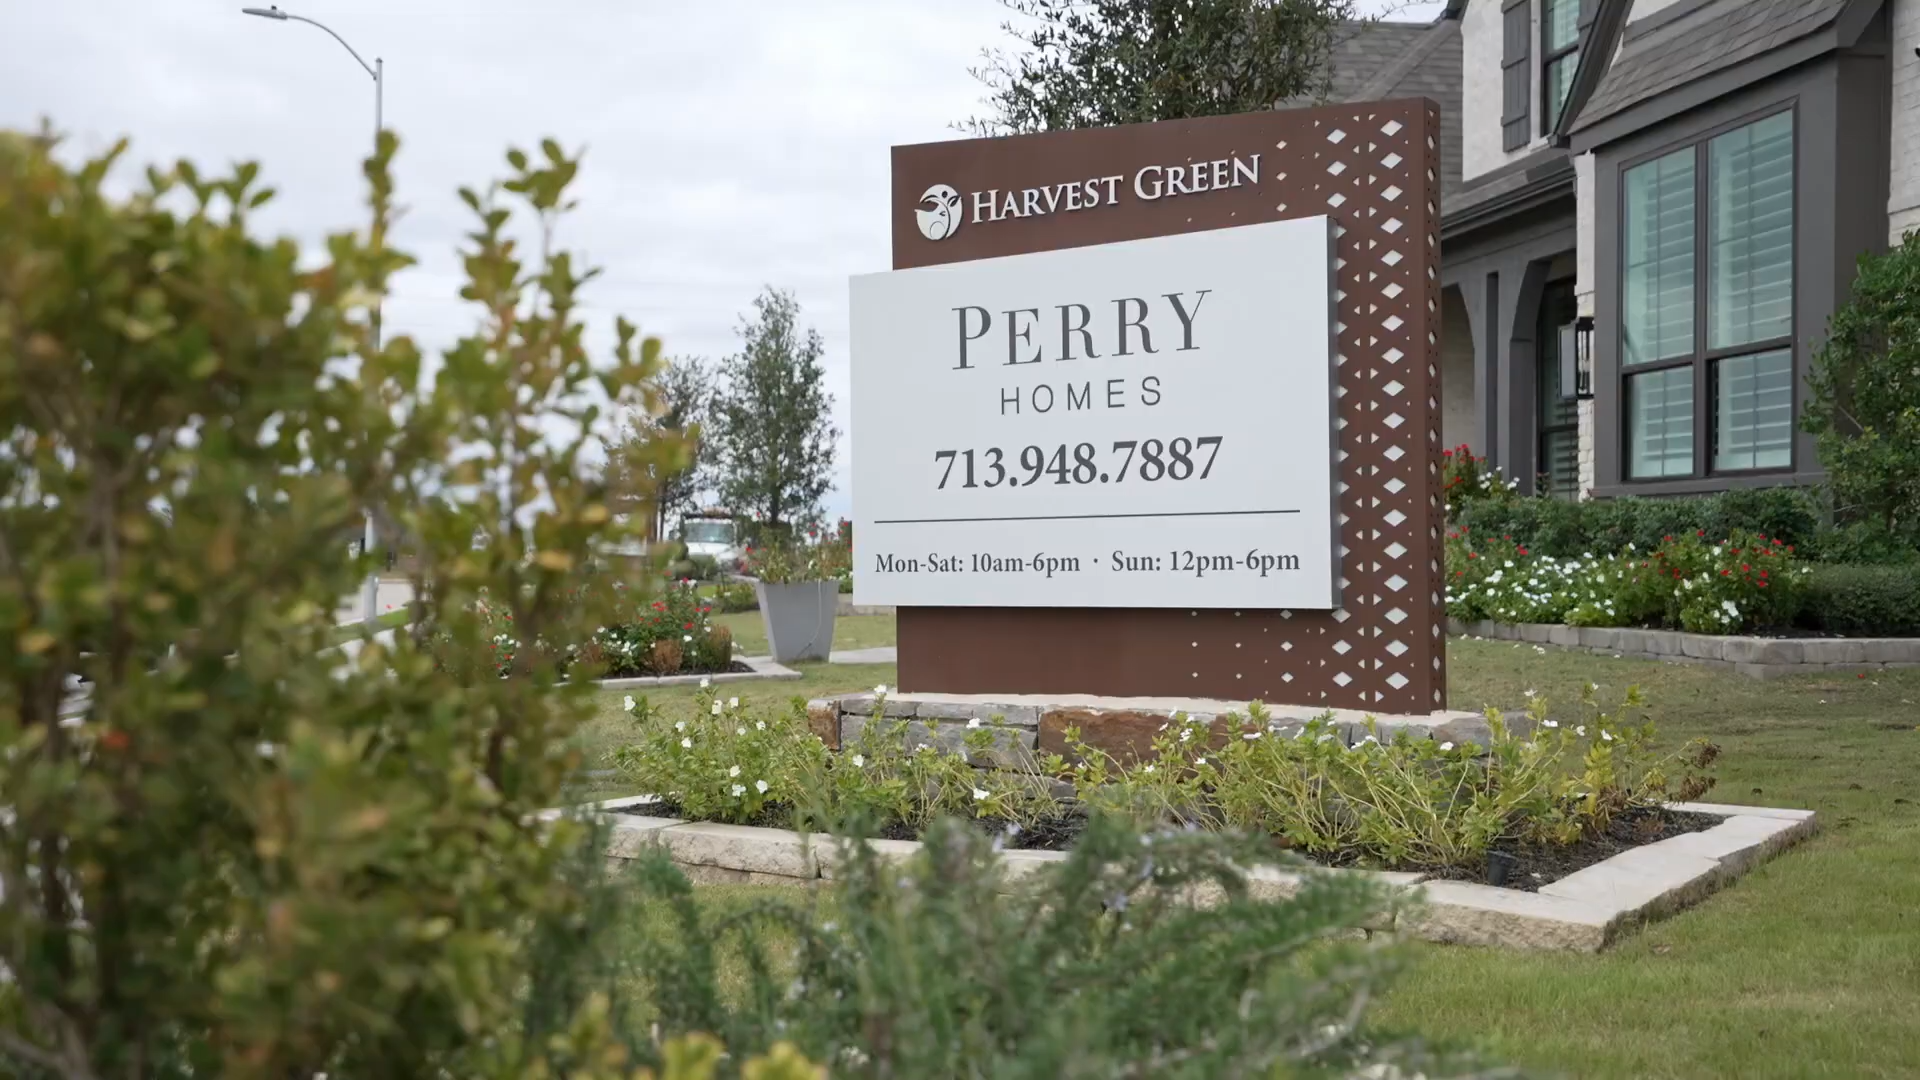 HARVEST GREEN
PERRY
HOMES
713.948.7887
Mon-Sat: 10am-6pm · Sun: 12pm-6pm